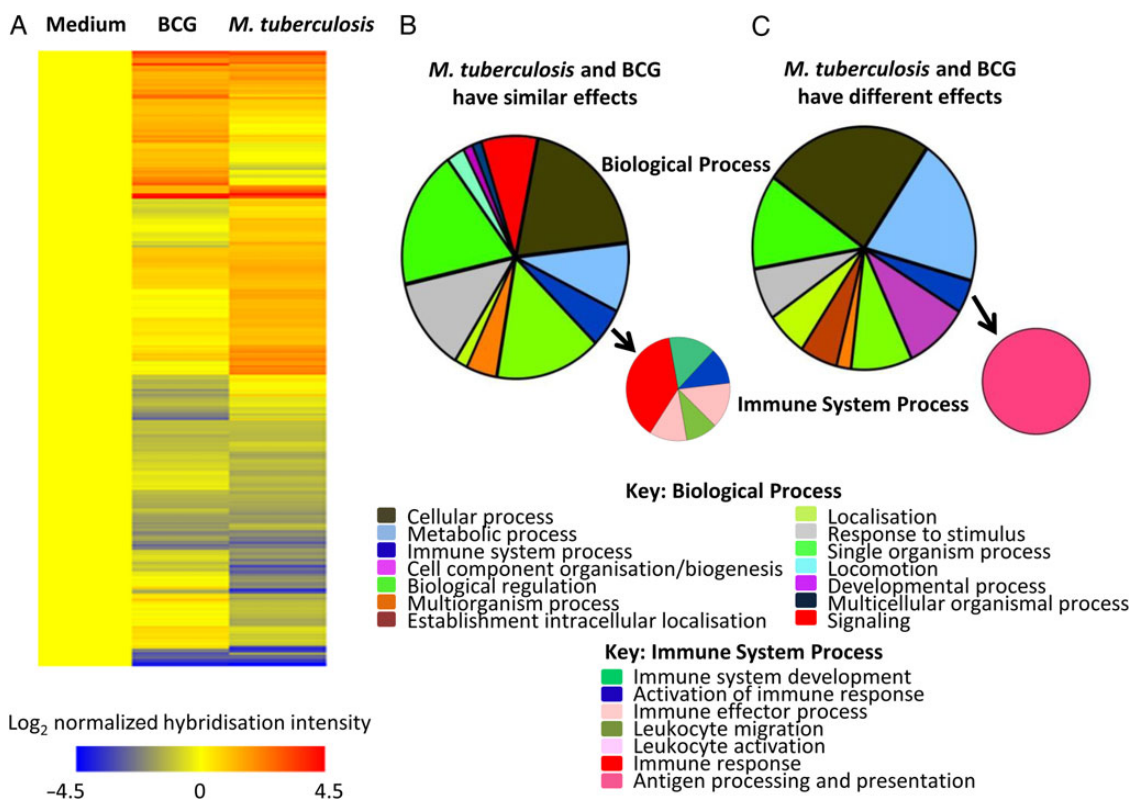 A
Medium
BCG
M. tuberculosis
B
C
M. tuberculosis and BCG
have similar effects
M. tuberculosis and BCG
have different effects
Biological Process
Immune System Process
Key: Biological Process
Cellular process
Metabolic process
Immune system process
Cell component organisation/biogenesis
Biological regulation
Multiorganism process
Establishment intracellular localisation
Localisation
Response to stimulus
Single organism process
Locomotion
Developmental process
Multicellular organismal process
Signaling
Key: Immune System Process
Immune system development
Activation of immune response
Immune effector process
Leukocyte migration
Leukocyte activation
Immune response
Antigen processing and presentation
Log₂ normalized hybridisation intensity
−4.5 0 4.5